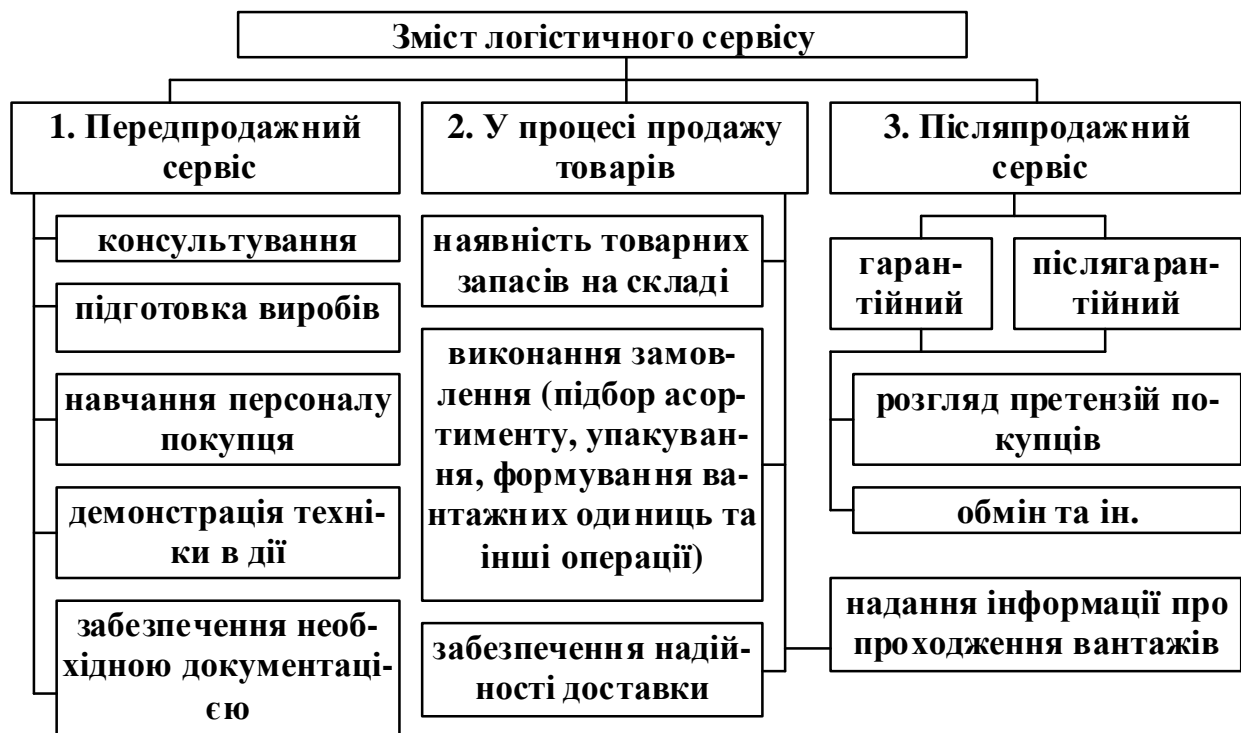 Зміст логістичного сервісу
1. Передпродажний
сервіс
консультування
підготовка виробів
навчання персоналу
покупця
демонстрація техні-
ки в дії
забезпечення необ-
хідною документаці-
єю
2. У процесі продажу
товарів
наявність товарних
запасів на складі
виконання замов-
лення (підбор асор-
тименту, упакуван-
ня, формування ва-
нтажних одиниць та
інші операції)
забезпечення надій-
ності доставки
надання інформації про
проходження вантажів
3. Післяпродажний
сервіс
гаран-
тійний
післягаран-
тійний
розгляд претензій по-
купців
обмін та ін.